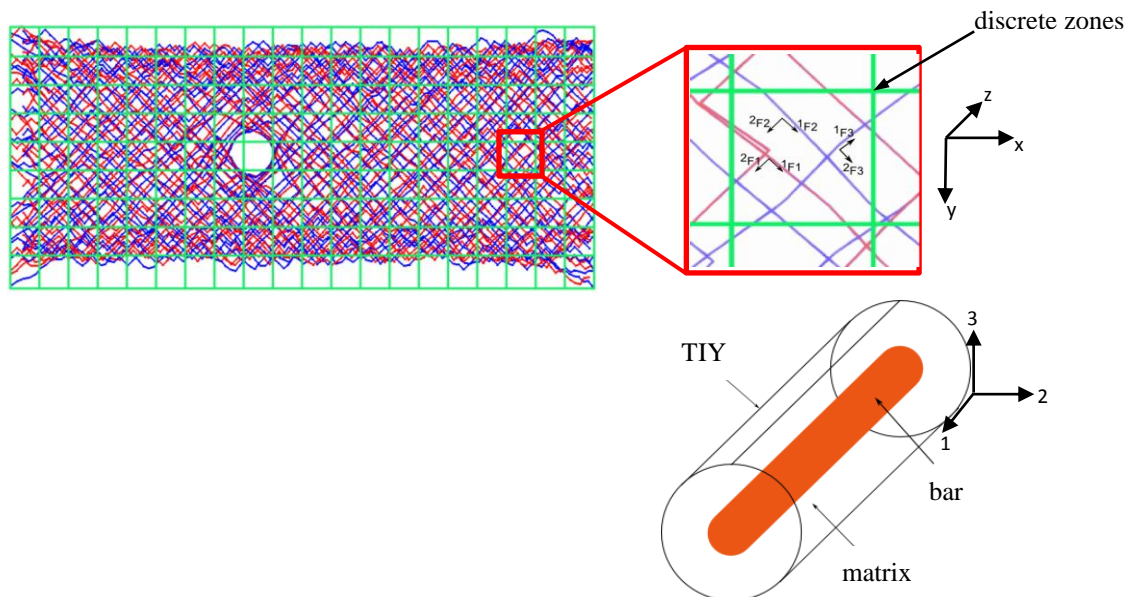 discrete zones
²F2
¹F2
¹F3
²F1
¹F1
²F3
z
x
y
TIY
3
2
1
bar
matrix